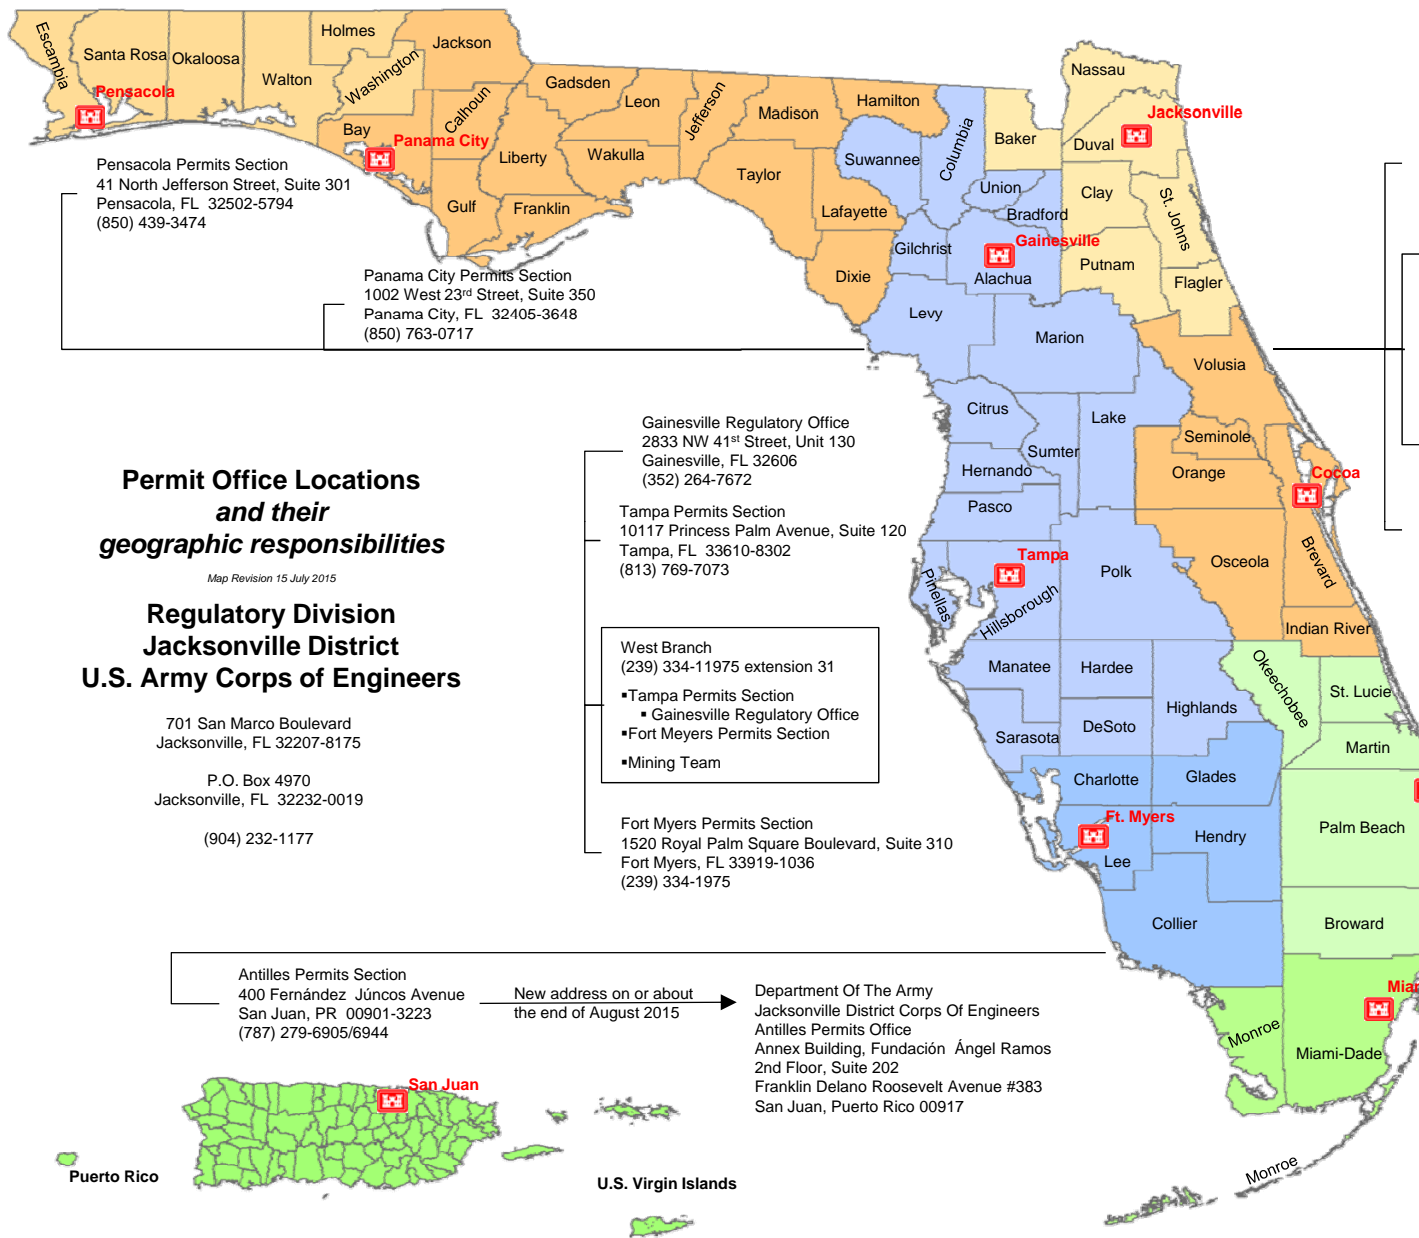 Escambia
Santa Rosa
Okaloosa
Walton
Holmes
Washington
Jackson
Bay
Calhoun
Gulf
Liberty
Gadsden
Franklin
Leon
Wakulla
Jefferson
Madison
Taylor
Hamilton
Lafayette
Dixie
Suwannee
Columbia
Baker
Nassau
Duval
Union
Bradford
Clay
St. Johns
Gilchrist
Alachua
Putnam
Flagler
Levy
Marion
Volusia
Citrus
Lake
Sumter
Seminole
Hernando
Orange
Pasco
Brevard
Osceola
Polk
Pinellas
Hillsborough
Indian River
Manatee
Hardee
Okeechobee
St. Lucie
Highlands
DeSoto
Sarasota
Martin
Charlotte
Glades
Palm Beach
Hendry
Lee
Collier
Broward
Monroe
Miami-Dade
Monroe
Pensacola
Panama City
Jacksonville
Gainesville
Cocoa
Tampa
Ft. Myers
San Juan
Pensacola Permits Section
41 North Jefferson Street, Suite 301
Pensacola, FL 32502-5794
(850) 439-3474
Panama City Permits Section
1002 West 23rd Street, Suite 350
Panama City, FL 32405-3648
(850) 763-0717
Permit Office Locations
and their
geographic responsibilities
Map Revision 15 July 2015
Regulatory Division
Jacksonville District
U.S. Army Corps of Engineers
701 San Marco Boulevard
Jacksonville, FL 32207-8175
P.O. Box 4970
Jacksonville, FL 32232-0019
(904) 232-1177
Gainesville Regulatory Office
2833 NW 41st Street, Unit 130
Gainesville, FL 32606
(352) 264-7672
Tampa Permits Section
10117 Princess Palm Avenue, Suite 120
Tampa, FL 33610-8302
(813) 769-7073
West Branch
(239) 334-11975 extension 31
▪Tampa Permits Section
▪ Gainesville Regulatory Office
▪Fort Meyers Permits Section
▪Mining Team
Fort Myers Permits Section
1520 Royal Palm Square Boulevard, Suite 310
Fort Myers, FL 33919-1036
(239) 334-1975
Antilles Permits Section
400 Fernández Júncos Avenue
San Juan, PR 00901-3223
(787) 279-6905/6944
New address on or about
the end of August 2015
Department Of The Army
Jacksonville District Corps Of Engineers
Antilles Permits Office
Annex Building, Fundación Ángel Ramos
2nd Floor, Suite 202
Franklin Delano Roosevelt Avenue #383
San Juan, Puerto Rico 00917
Puerto Rico
U.S. Virgin Islands